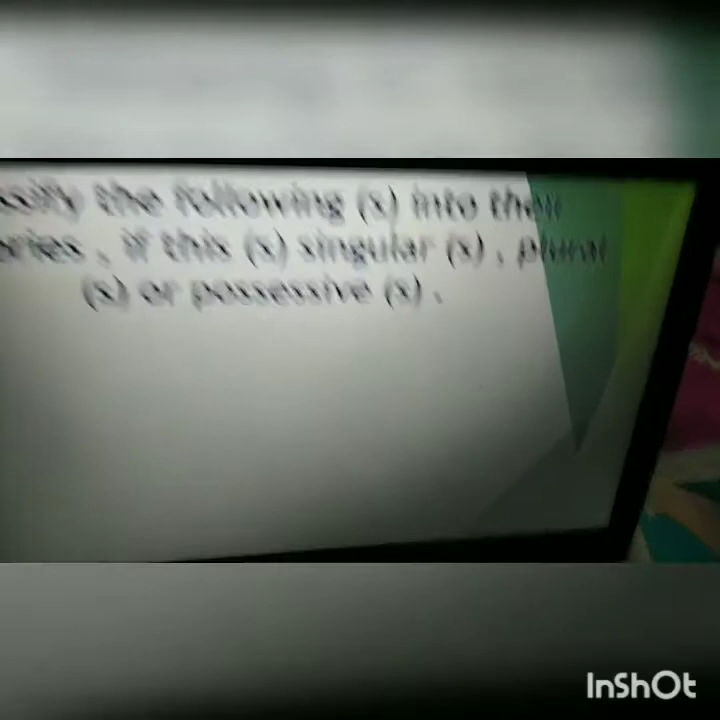 the following (s) into their
, if this (s) singular (s) , plural
(s) or possessive (s) .
InShOt